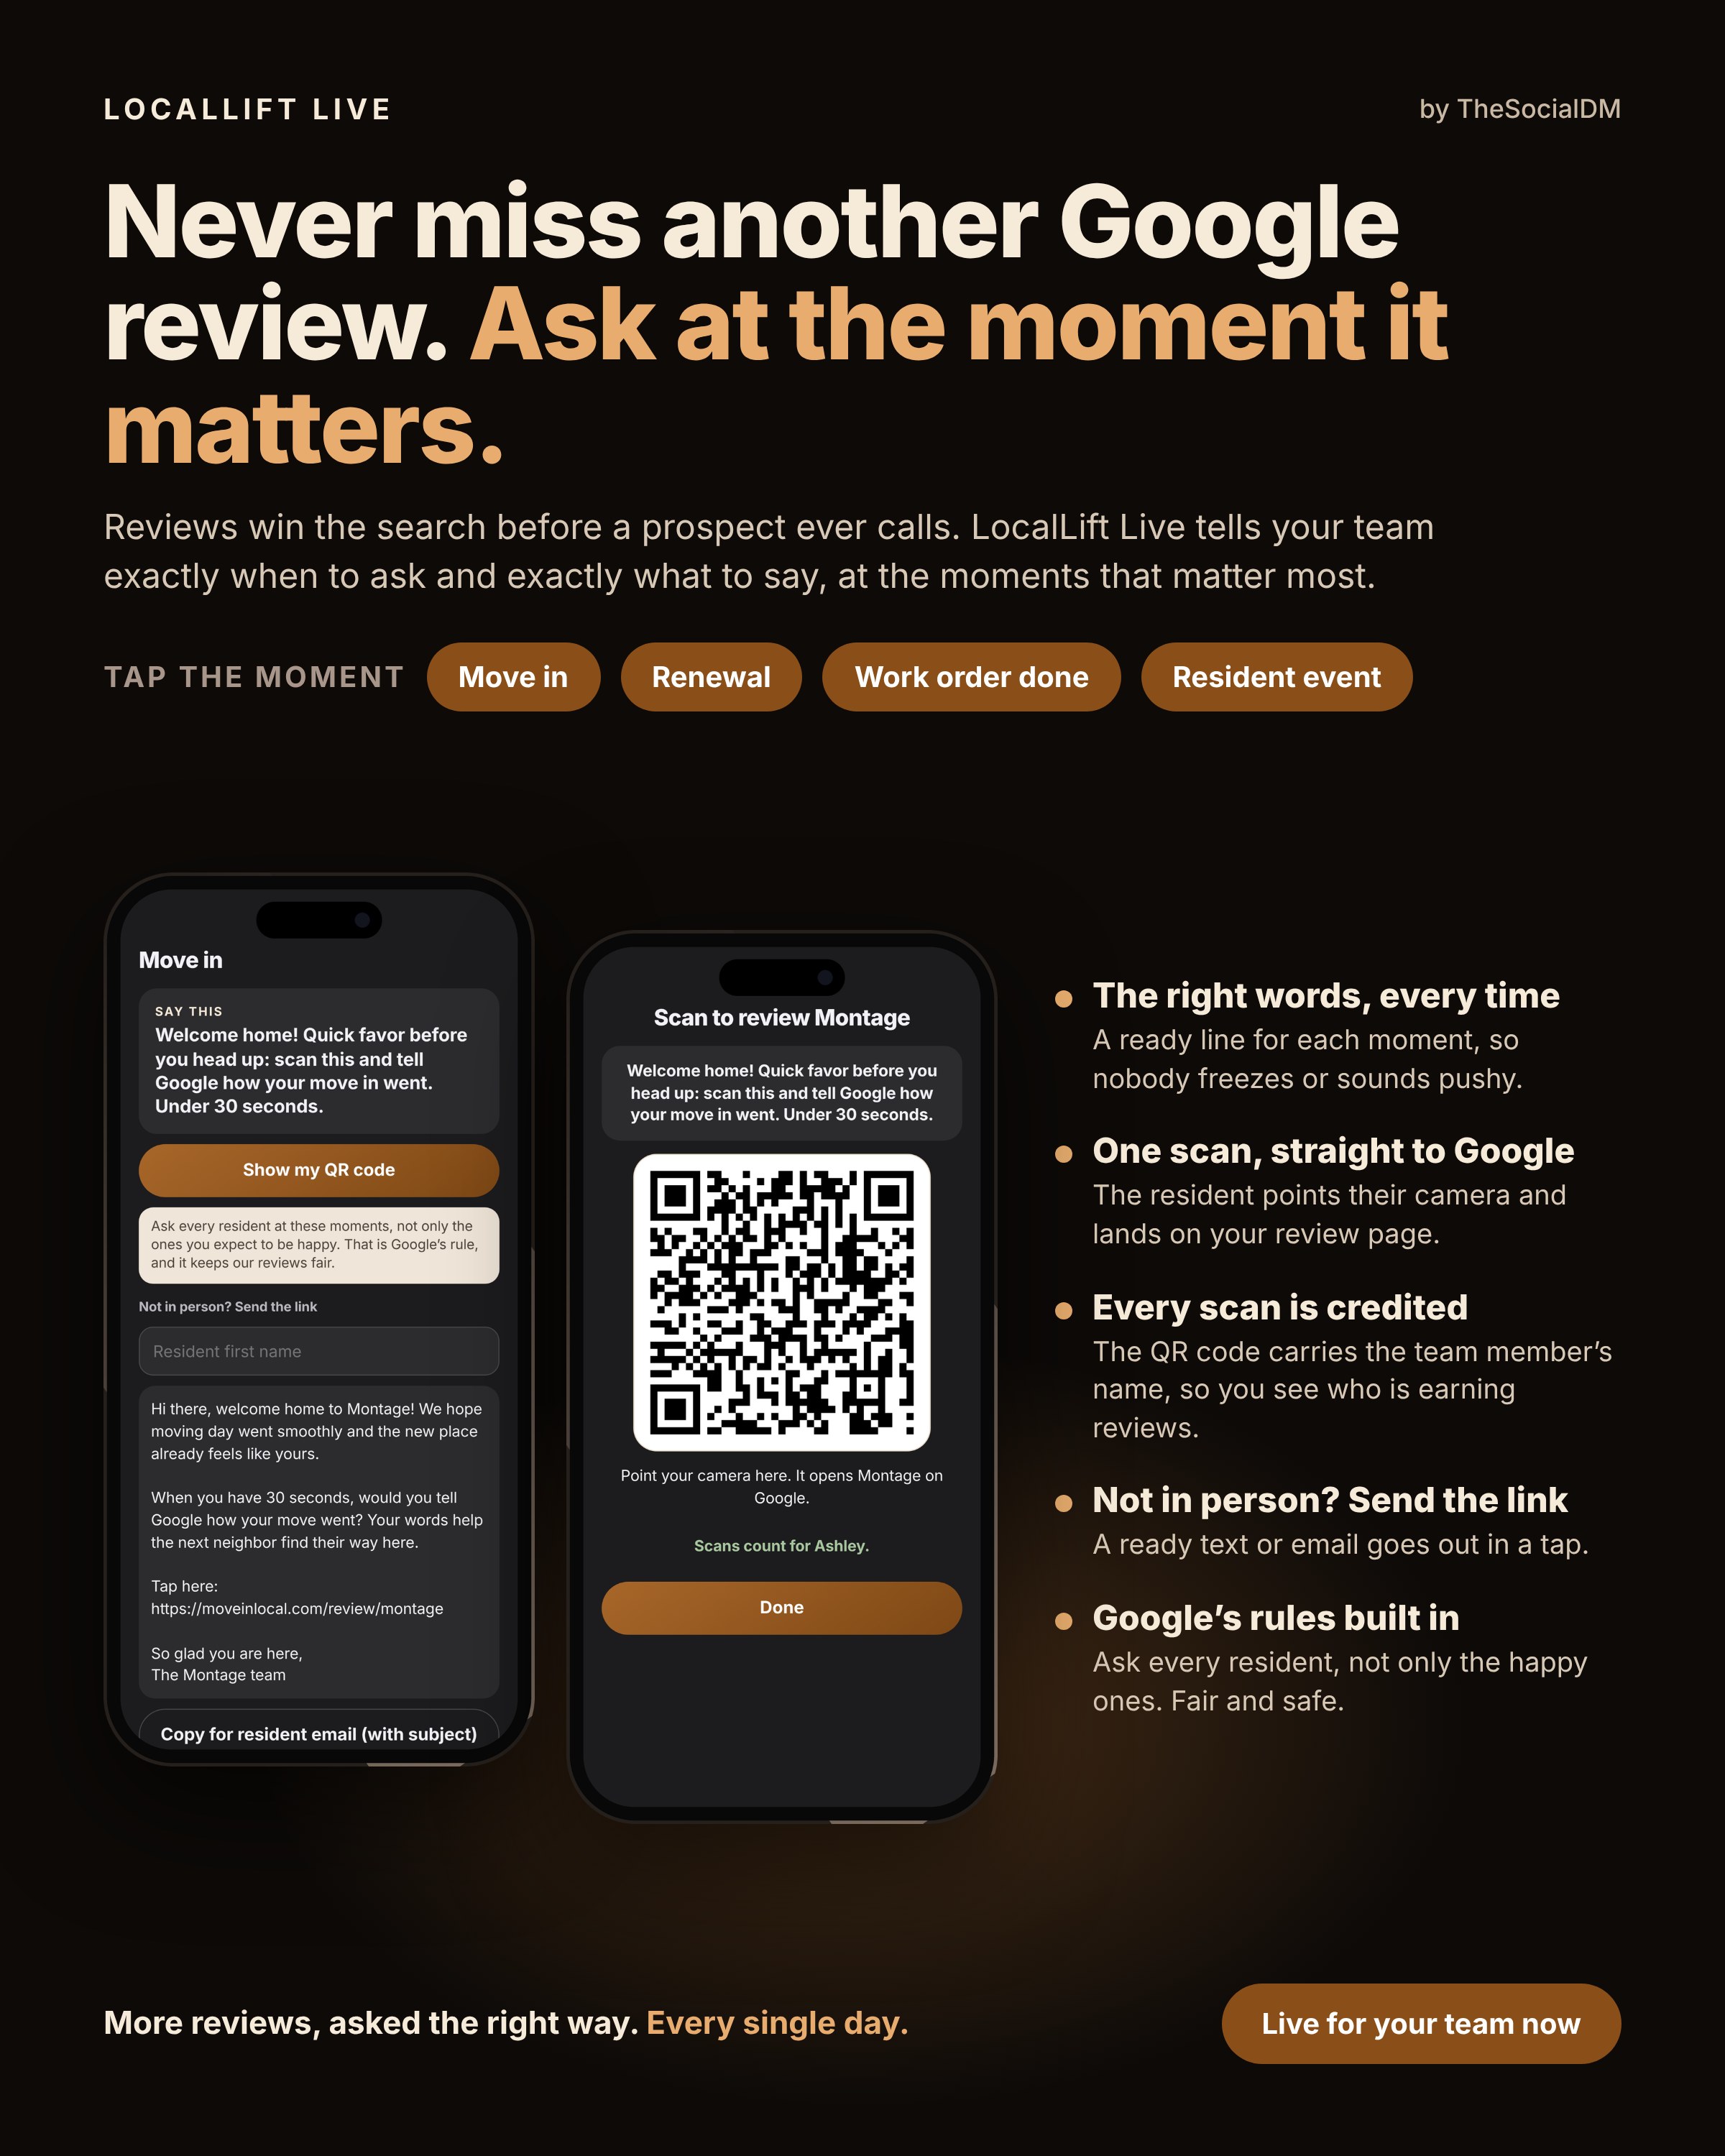 LOCALLIFT LIVE
by TheSocialDM
Never miss another Google
review. Ask at the moment it
matters.
Reviews win the search before a prospect ever calls. LocalLift Live tells your team
exactly when to ask and exactly what to say, at the moments that matter most.
TAP THE MOMENT
Move in
Renewal
Work order done
Resident event
Move in
SAY THIS
Welcome home! Quick favor before
you head up: scan this and tell
Google how your move in went.
Under 30 seconds.
Show my QR code
Ask every resident at these moments, not only the
ones you expect to be happy. That is Google’s rule,
and it keeps our reviews fair.
Not in person? Send the link
Resident first name
Hi there, welcome home to Montage! We hope
moving day went smoothly and the new place
already feels like yours.
When you have 30 seconds, would you tell
Google how your move went? Your words help
the next neighbor find their way here.
Tap here:
https://moveinlocal.com/review/montage
So glad you are here,
The Montage team
Copy for resident email (with subject)
Scan to review Montage
Welcome home! Quick favor before you
head up: scan this and tell Google how
your move in went. Under 30 seconds.
Point your camera here. It opens Montage on
Google.
Scans count for Ashley.
Done
The right words, every time
A ready line for each moment, so
nobody freezes or sounds pushy.
One scan, straight to Google
The resident points their camera and
lands on your review page.
Every scan is credited
The QR code carries the team member’s
name, so you see who is earning
reviews.
Not in person? Send the link
A ready text or email goes out in a tap.
Google’s rules built in
Ask every resident, not only the happy
ones. Fair and safe.
More reviews, asked the right way. Every single day.
Live for your team now